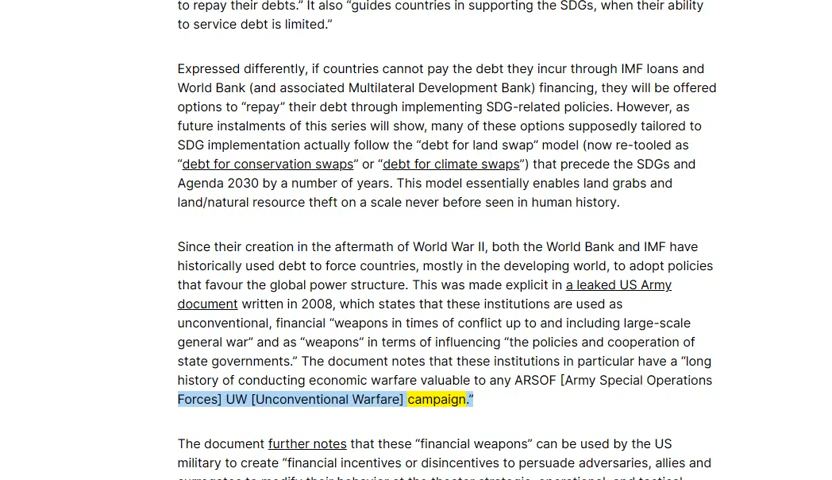 to repay their debts.” It also “guides countries in supporting the SDGs, when their ability
to service debt is limited.”
Expressed differently, if countries cannot pay the debt they incur through IMF loans and
World Bank (and associated Multilateral Development Bank) financing, they will be offered
options to “repay” their debt through implementing SDG-related policies. However, as
future instalments of this series will show, many of these options supposedly tailored to
SDG implementation actually follow the “debt for land swap” model (now re-tooled as
“debt for conservation swaps” or “debt for climate swaps”) that precede the SDGs and
Agenda 2030 by a number of years. This model essentially enables land grabs and
land/natural resource theft on a scale never before seen in human history.
Since their creation in the aftermath of World War II, both the World Bank and IMF have
historically used debt to force countries, mostly in the developing world, to adopt policies
that favour the global power structure. This was made explicit in a leaked US Army
document written in 2008, which states that these institutions are used as
unconventional, financial “weapons in times of conflict up to and including large-scale
general war” and as “weapons” in terms of influencing “the policies and cooperation of
state governments.” The document notes that these institutions in particular have a “long
history of conducting economic warfare valuable to any ARSOF [Army Special Operations
Forces] UW [Unconventional Warfare] campaign.”
The document further notes that these “financial weapons” can be used by the US
military to create “financial incentives or disincentives to persuade adversaries, allies and
surrogates to modify their behavior at the theater strategic, operational, and tactical